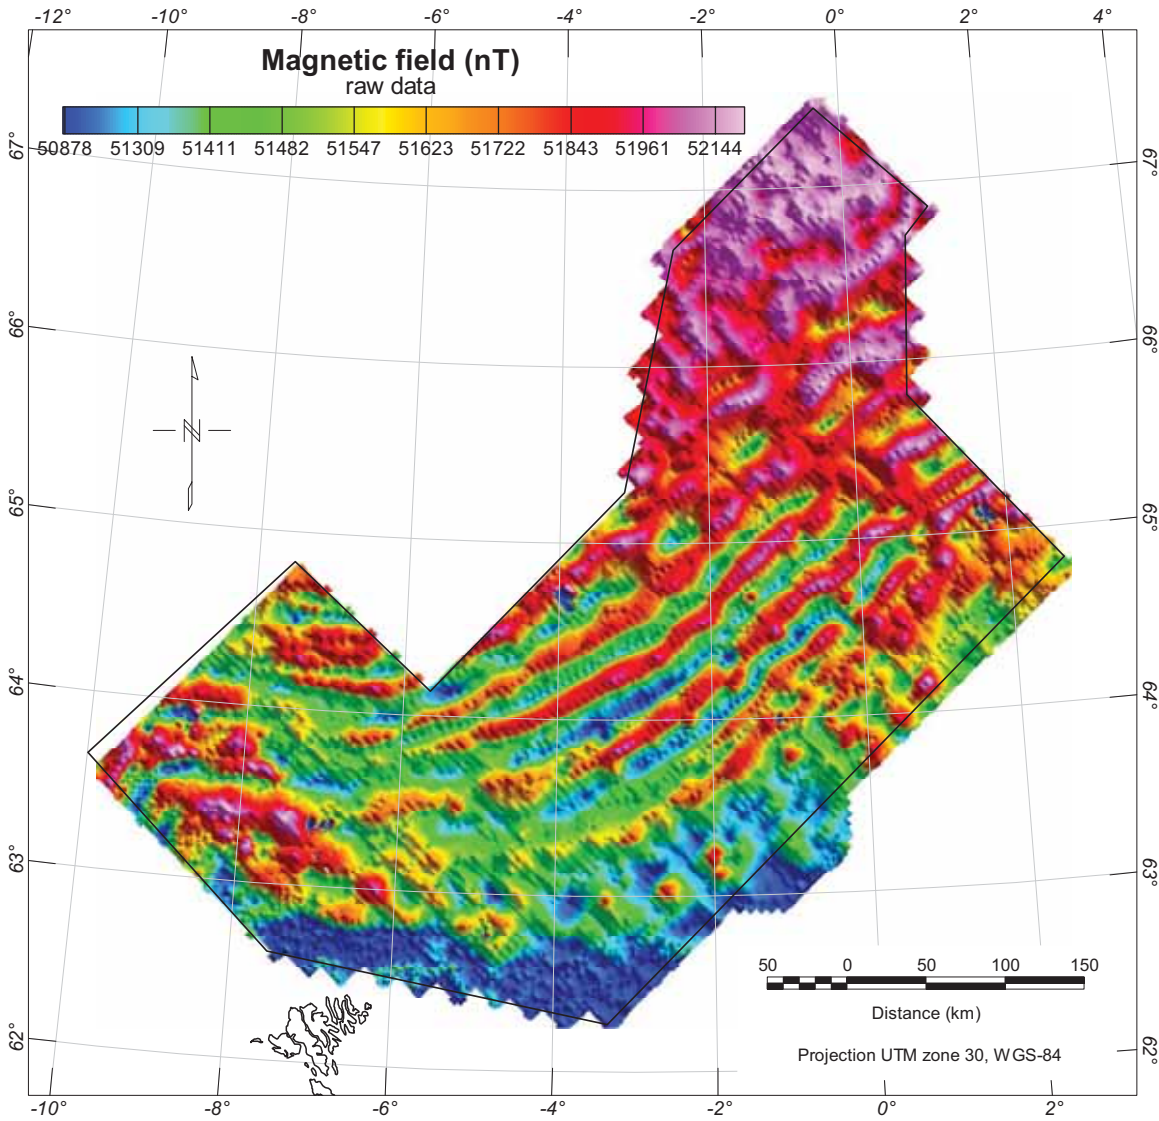 -12° -10° -8° -6° -4° -2° 0° 2° 4°
Magnetic field (nT)
raw data
50878 51309 51411 51482 51547 51623 51722 51843 51961 52144
67° 67°
66° 66°
N
65° 65°
64° 64°
63° 63°
50 0 50 100 150
Distance (km)
62° 62°
Projection UTM zone 30, WGS-84
-10° -8° -6° -4° -2° 0° 2°